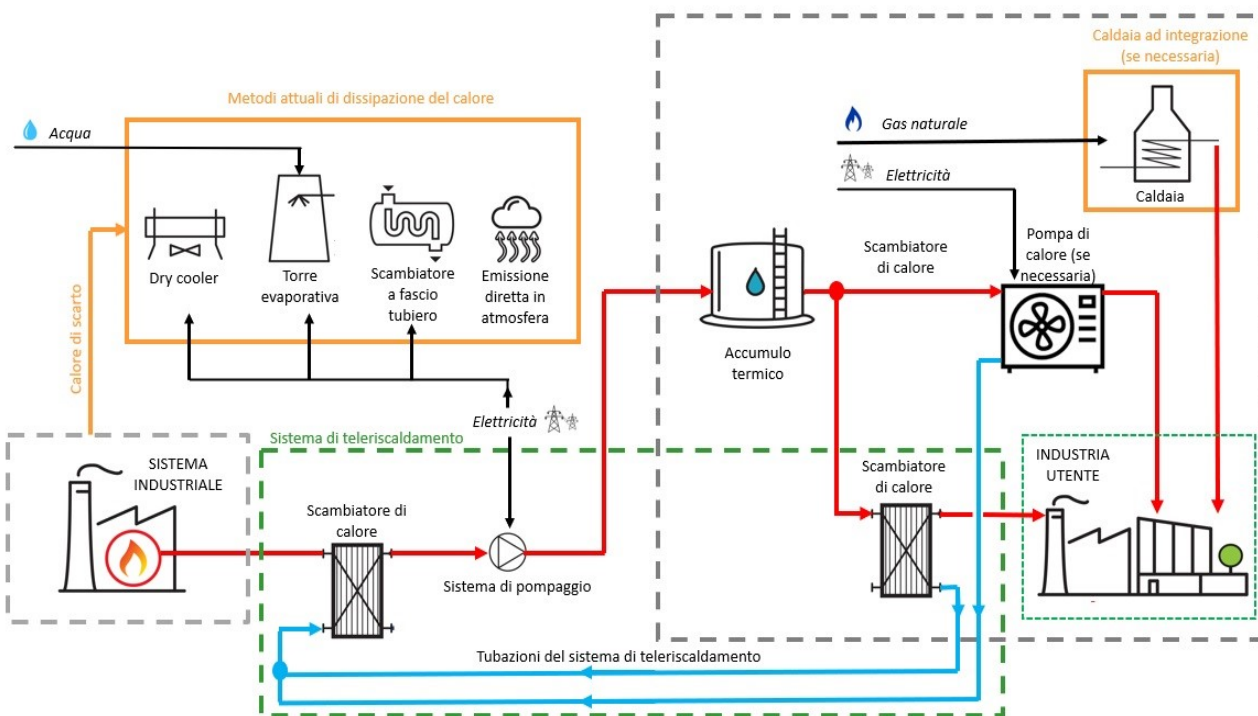 Caldaia ad integrazione
(se necessaria)
Metodi attuali di dissipazione del calore
Acqua
Gas naturale
Elettricità
Caldaia
Dry cooler
Torre
evaporativa
Scambiatore
a fascio
tubiero
Emissione
diretta in
atmosfera
Scambiatore
di calore
Pompa di
calore (se
necessaria)
Calore di scarto
Accumulo
termico
Elettricità
Sistema di teleriscaldamento
SISTEMA
INDUSTRIALE
Scambiatore di
calore
Sistema di pompaggio
Scambiatore
di calore
INDUSTRIA
UTENTE
Tubazioni del sistema di teleriscaldamento